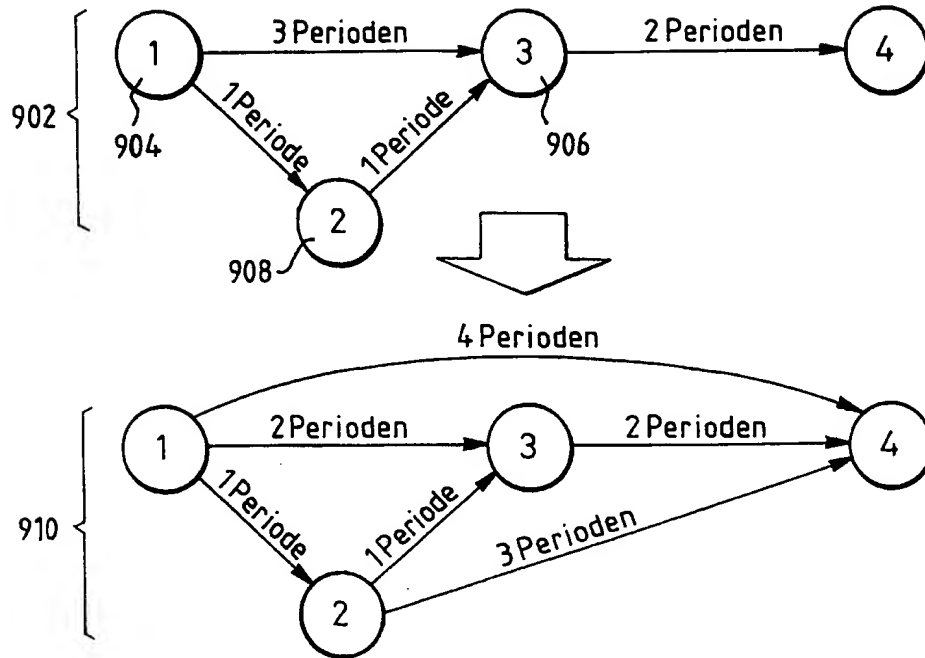 3 Perioden
2 Perioden
1
3
4
902
904
1 Periode
1 Periode
906
2
908
4 Perioden
1
2 Perioden
3
2 Perioden
4
910
1 Periode
1 Periode
3 Perioden
2